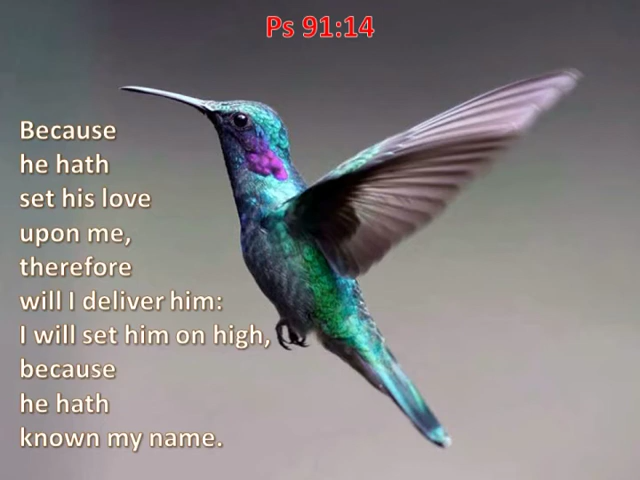 Ps 91:14
Because
he hath
set his love
upon me,
therefore
will I deliver him:
I will set him on high,
because
he hath
known my name.